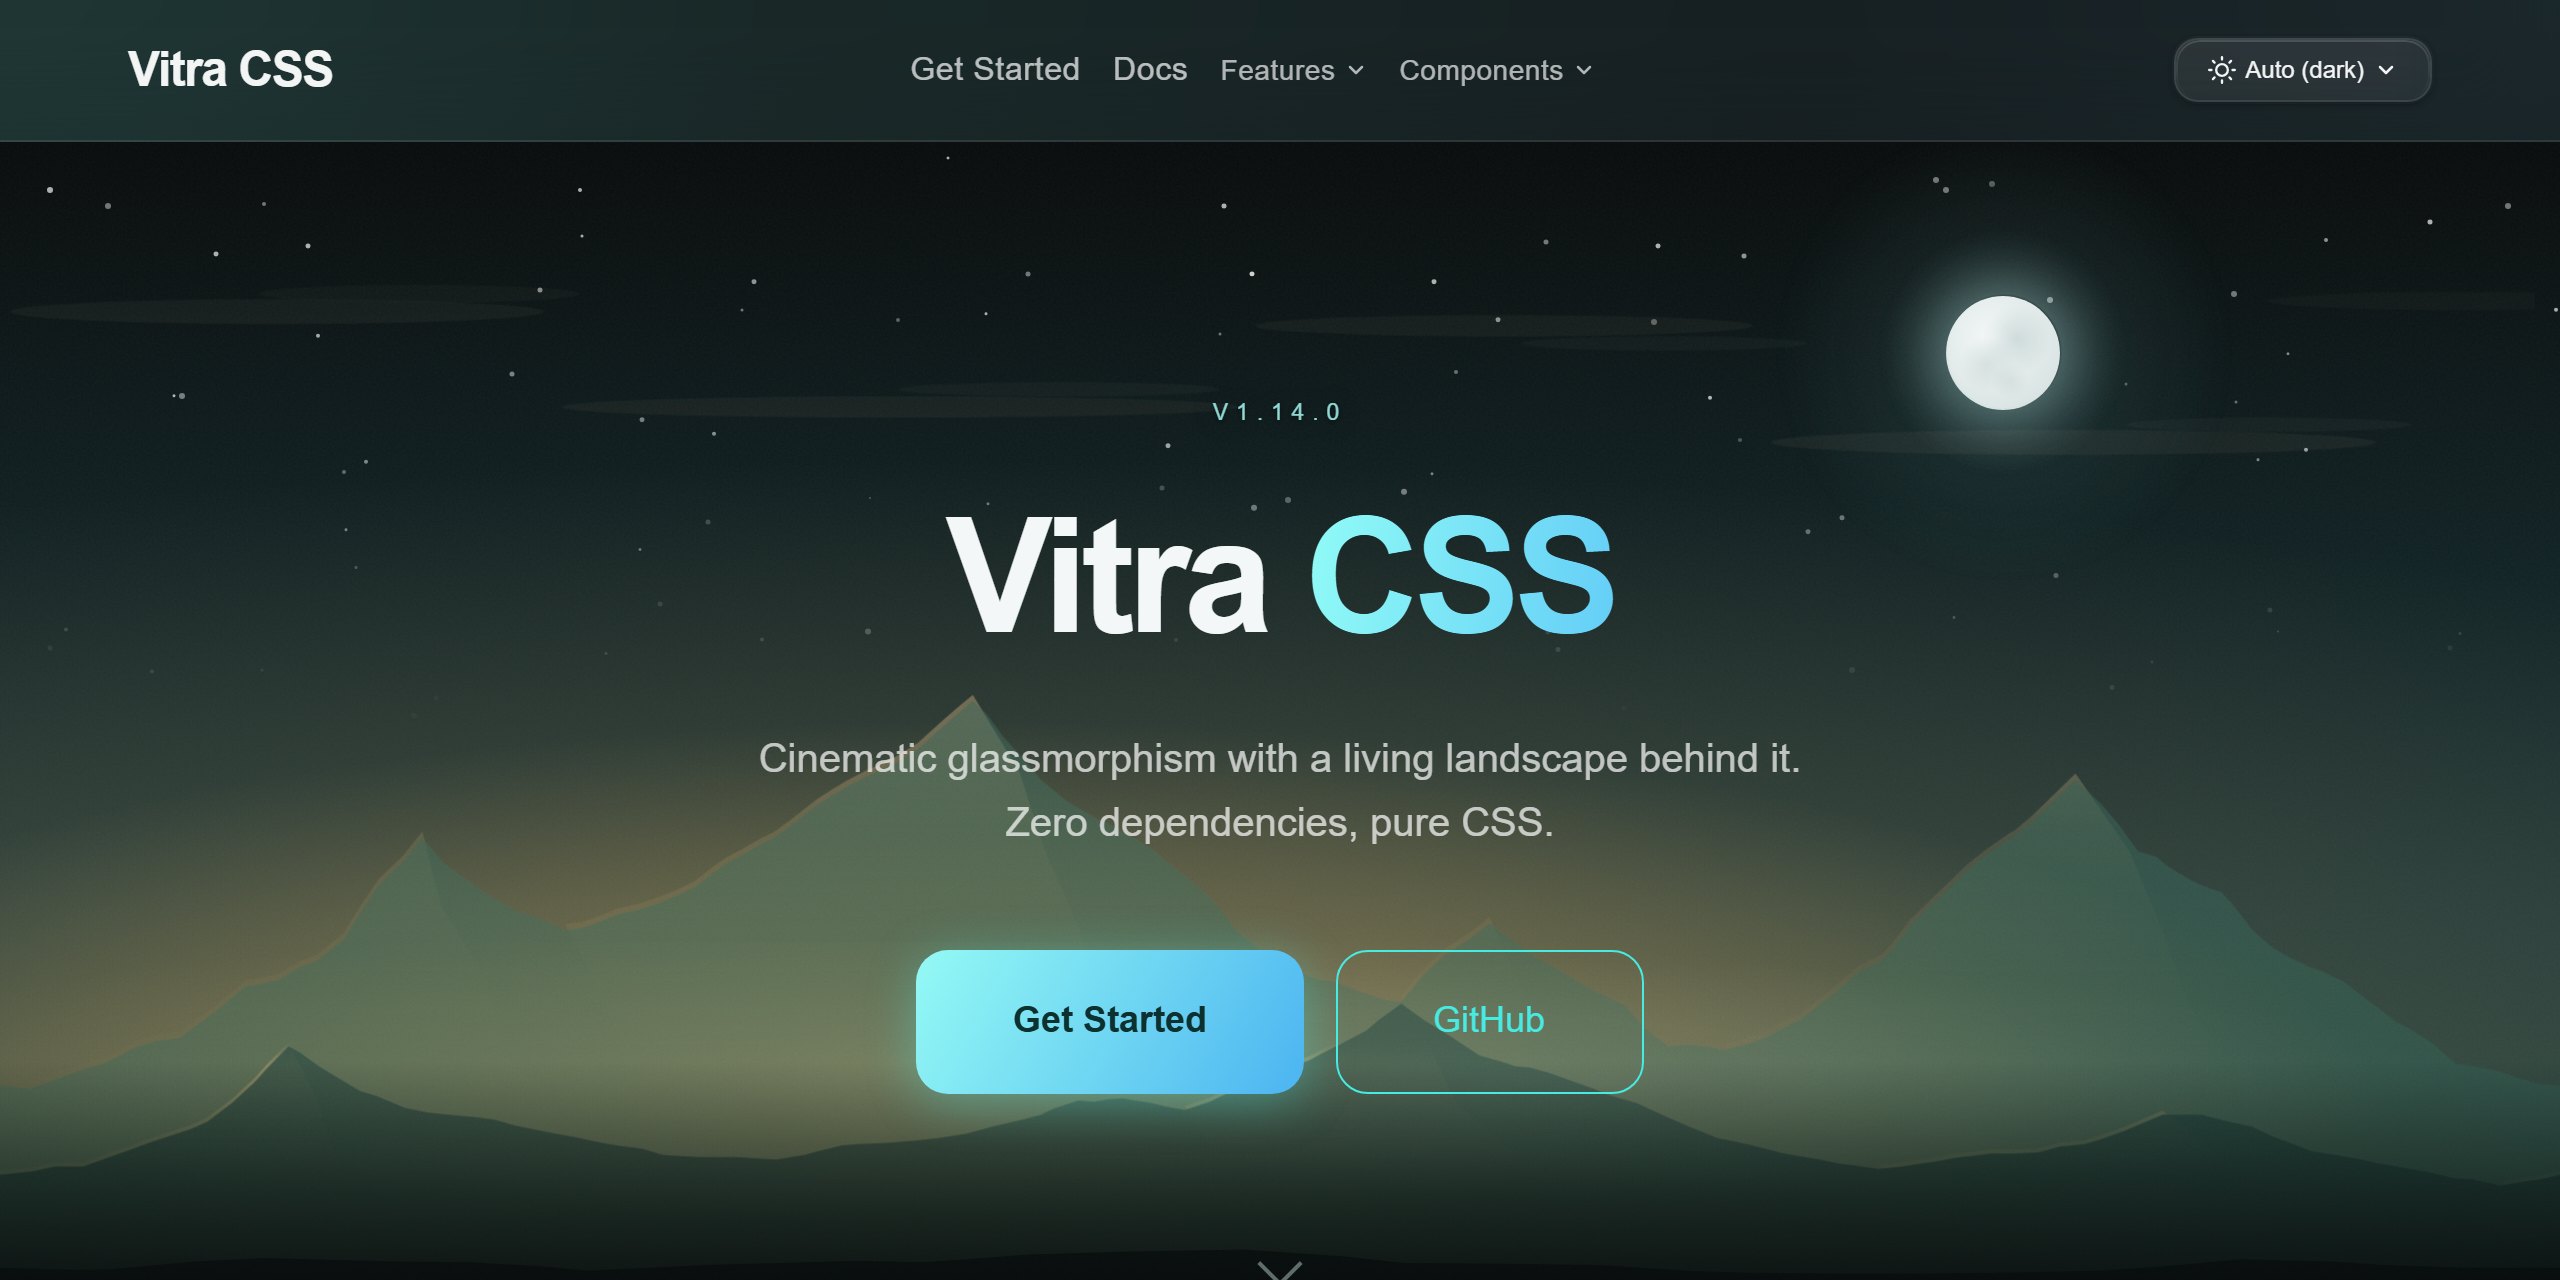 Vitra CSS
Get Started
Docs
Features
Components
Auto (dark)
V1.14.0
Vitra CSS
Cinematic glassmorphism with a living landscape behind it.
Zero dependencies, pure CSS.
Get Started
GitHub